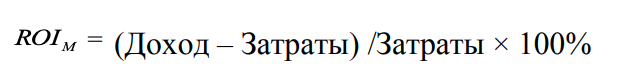 ROI_M = (Доход – Затраты) /Затраты × 100%